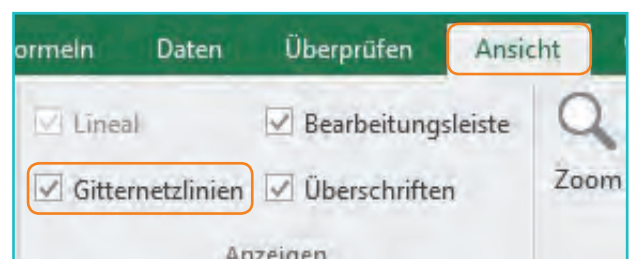 ormeln Daten Überprüfen Ansicht
Lineal Bearbeitungsleiste
Gitternetzlinien Überschriften Zoom
Anzeigen